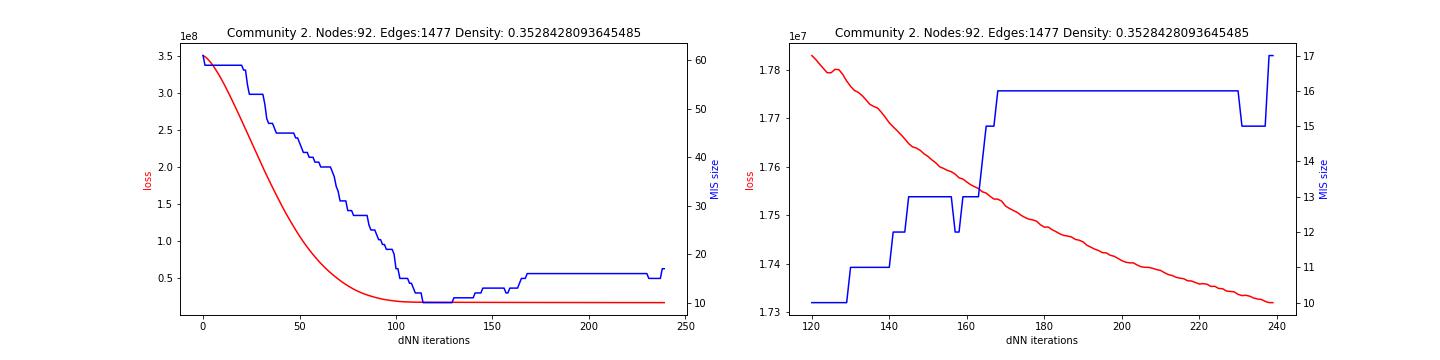 Community 2. Nodes:92. Edges:1477 Density: 0.3528428093645485
1e8
3.5
3.0
2.5
2.0
1.5
1.0
0.5
loss
60
50
40
30
20
10
MIS size
0 50 100 150 200 250
dNN iterations
Community 2. Nodes:92. Edges:1477 Density: 0.3528428093645485
1e7
1.78
1.77
1.76
1.75
1.74
1.73
loss
17
16
15
14
13
12
11
10
MIS size
120 140 160 180 200 220 240
dNN iterations